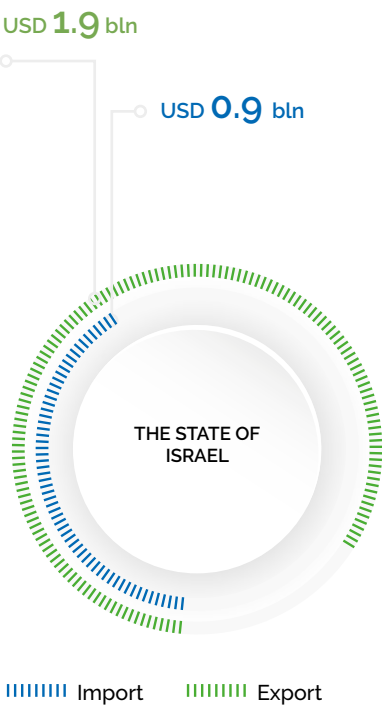 USD 1.9 bln
USD 0.9 bln
THE STATE OF
ISRAEL
Import
Export